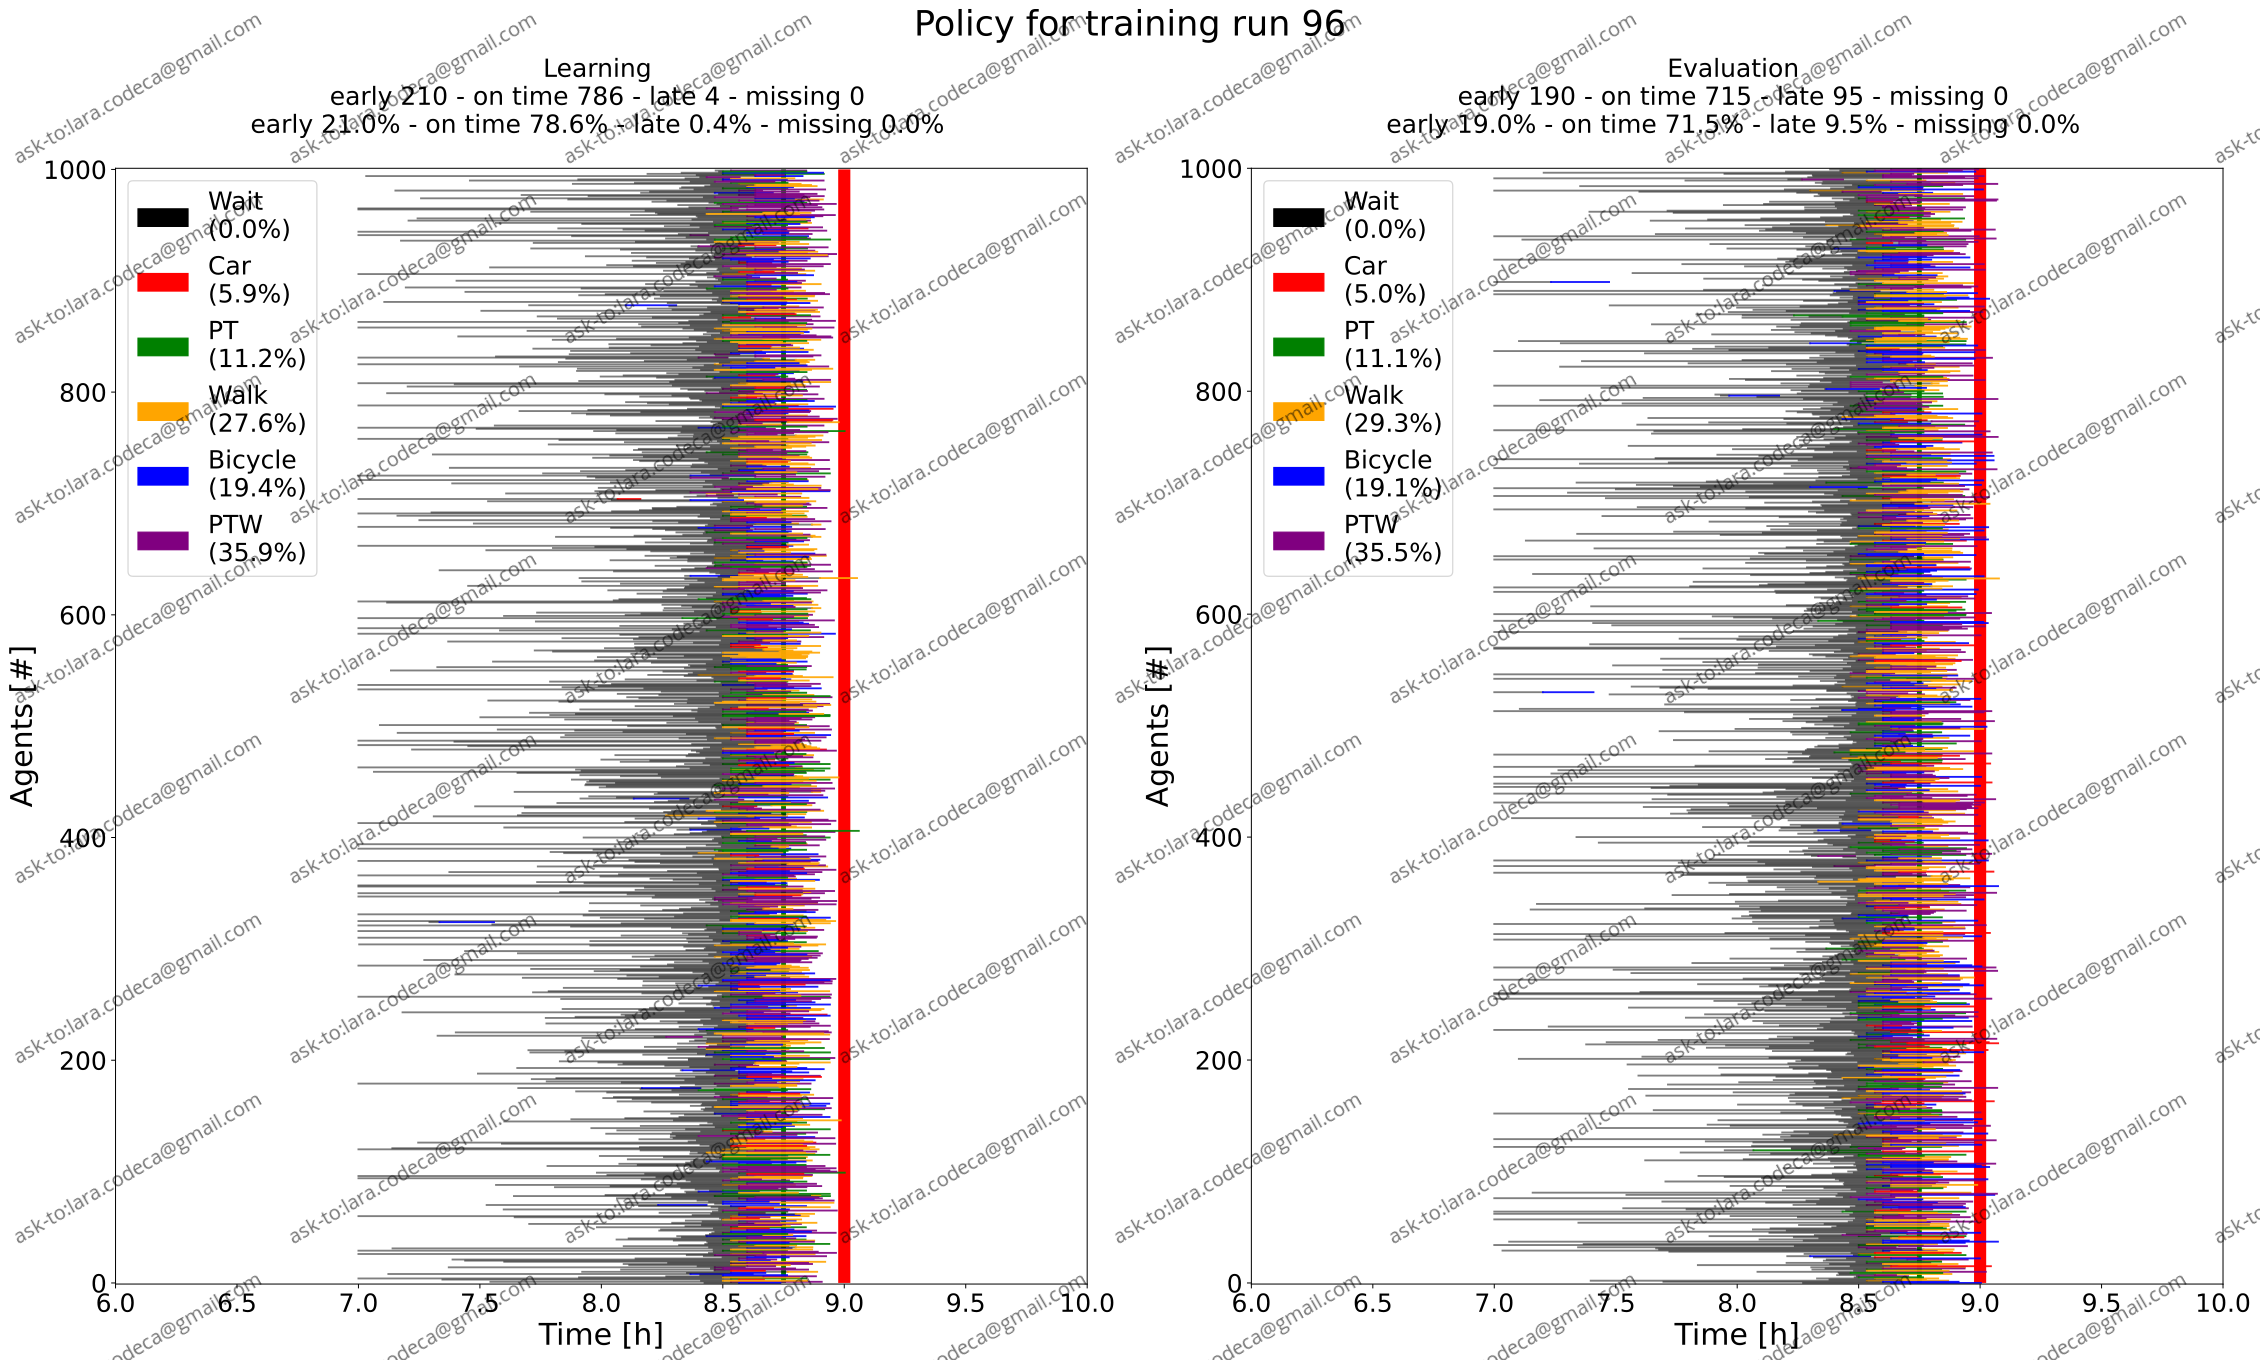 Policy for training run 96
Learning
early 210 - on time 786 - late 4 - missing 0
early 21.0% - on time 78.6% - late 0.4% - missing 0.0%
1000
800
600
400
200
0
Agents [#]
Wait
(0.0%)
Car
(5.9%)
PT
(11.2%)
Walk
(27.6%)
Bicycle
(19.4%)
PTW
(35.9%)
6.0 6.5 7.0 7.5 8.0 8.5 9.0 9.5 10.0
Time [h]
Evaluation
early 190 - on time 715 - late 95 - missing 0
early 19.0% - on time 71.5% - late 9.5% - missing 0.0%
1000
800
600
400
200
0
Agents [#]
Wait
(0.0%)
Car
(5.0%)
PT
(11.1%)
Walk
(29.3%)
Bicycle
(19.1%)
PTW
(35.5%)
6.0 6.5 7.0 7.5 8.0 8.5 9.0 9.5 10.0
Time [h]
ask-to:lara.codeca@gmail.com